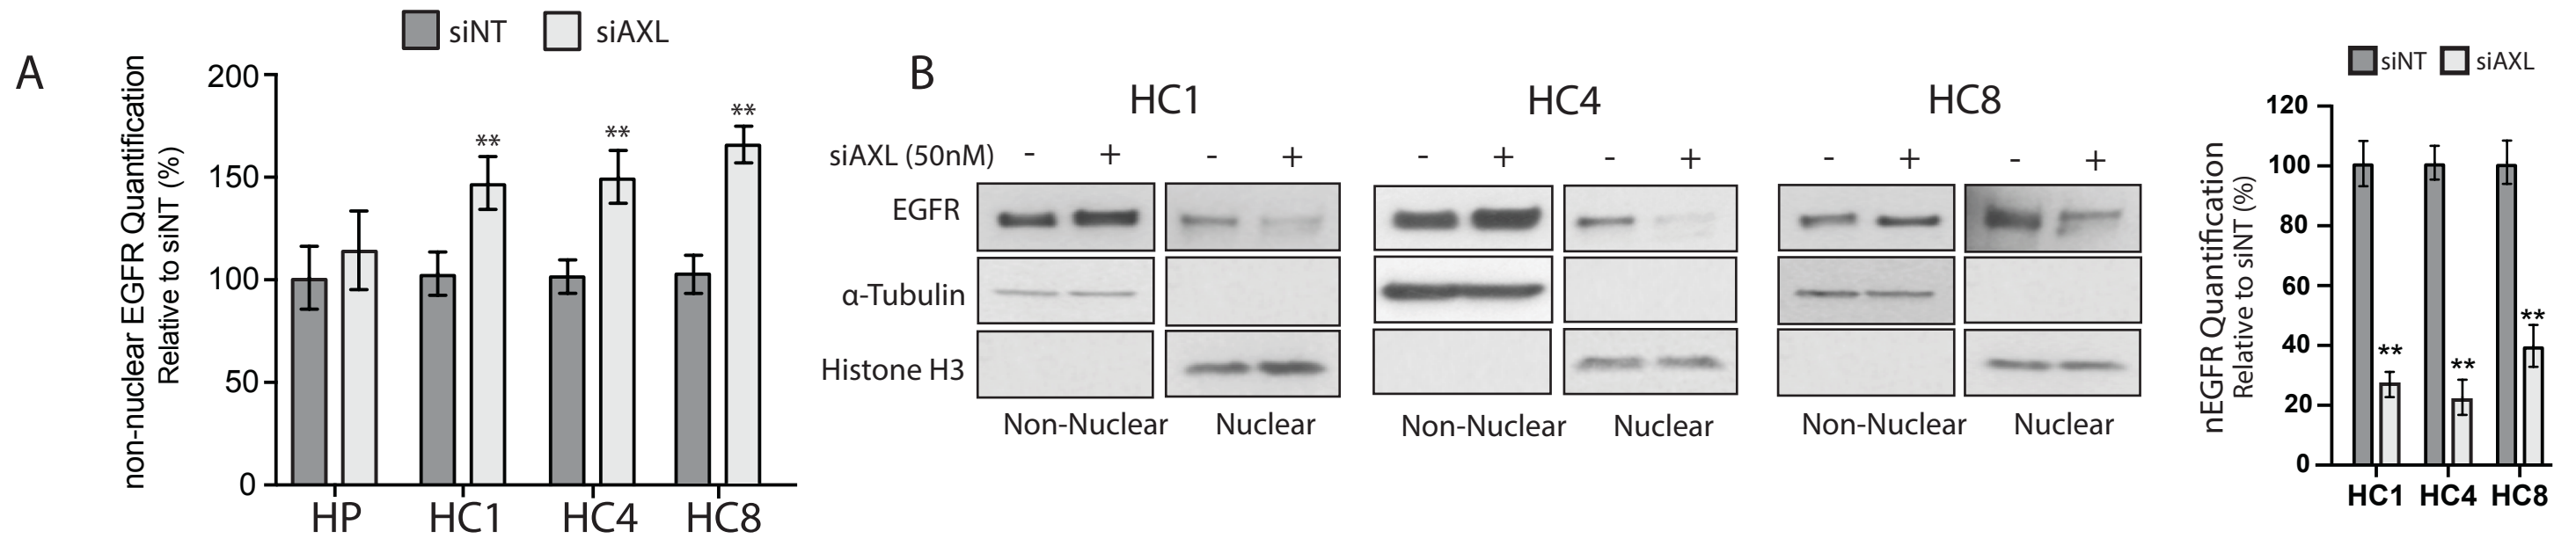 A
siNT siAXL
non-nuclear EGFR Quantification
Relative to siNT (%)
200
150
100
50
0
** ** **
HP HC1 HC4 HC8
B
HC1 HC4 HC8
siAXL (50nM) - + - + - + - + - + - +
EGFR
α-Tubulin
Histone H3
Non-Nuclear Nuclear Non-Nuclear Nuclear Non-Nuclear Nuclear
siNT siAXL
nEGFR Quantification
Relative to siNT (%)
120
100
80
60
40
20
0
** ** **
HC1 HC4 HC8